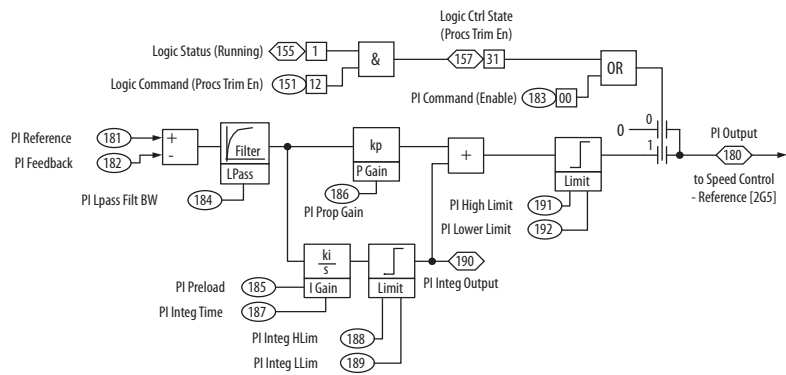 Logic Ctrl State
(Procs Trim En)
Logic Status (Running) 155 1
&
157 31
OR
Logic Command (Procs Trim En) 151 12
PI Command (Enable) 183 00
0 0
1
PI Reference 181
+
-
PI Feedback 182
Filter
LPass
PI Lpass Filt BW 184
kp
P Gain
186
PI Prop Gain
+
Limit
PI High Limit 191
PI Lower Limit 192
PI Output
180
to Speed Control
- Reference [2G5]
ki
s
I Gain
Limit
190
PI Integ Output
PI Preload 185
PI Integ Time 187
PI Integ HLim 188
PI Integ LLim 189